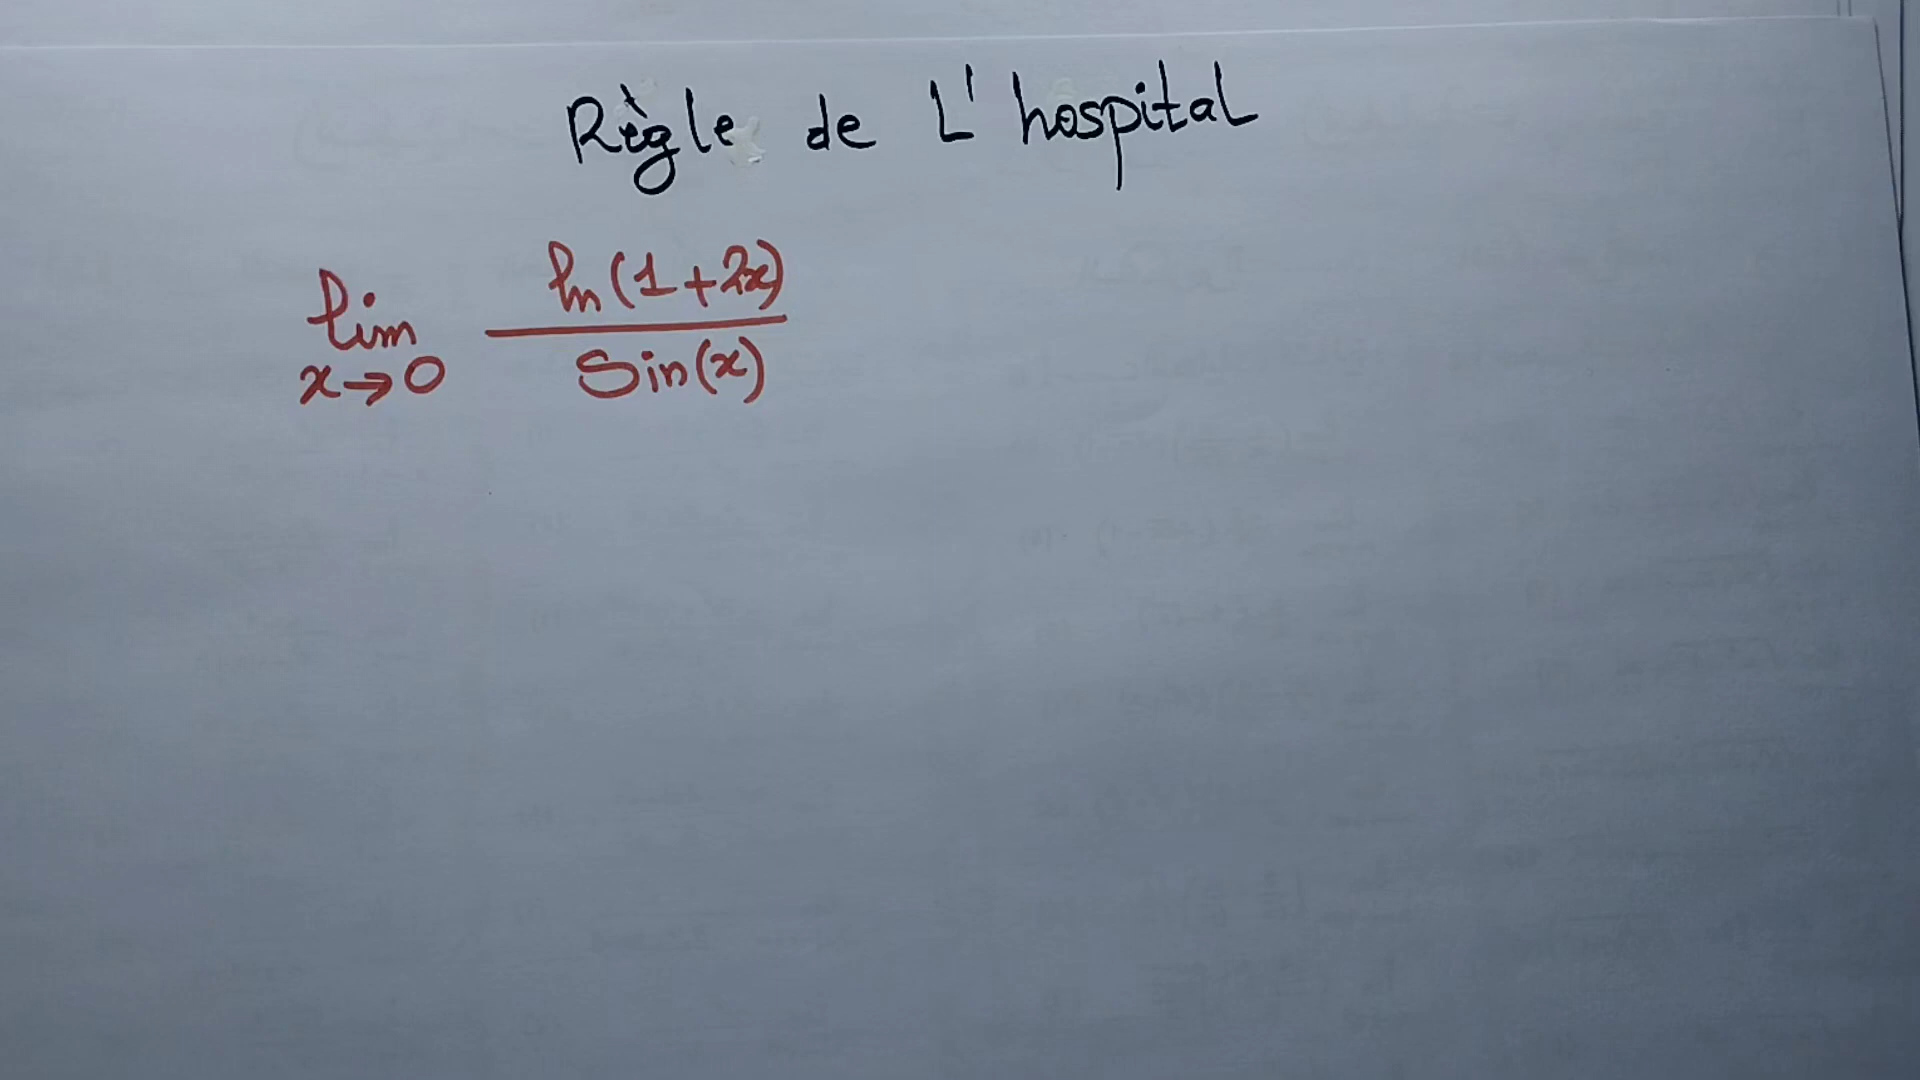 Règle de L'hospital
lim x→0 ln(1+2x) / Sin(x)